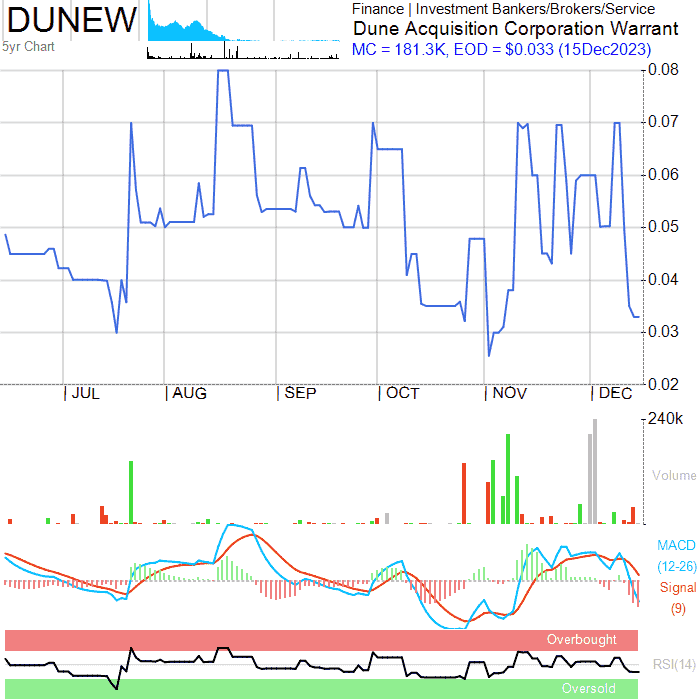 DUNEW
5yr Chart
Finance | Investment Bankers/Brokers/Service
Dune Acquisition Corporation Warrant
MC = 181.3K, EOD = $0.033 (15Dec2023)
0.08
0.07
0.06
0.05
0.04
0.03
0.02
JUL
AUG
SEP
OCT
NOV
DEC
240k
Volume
MACD
(12-26)
Signal
(9)
Overbought
RSI(14)
Oversold